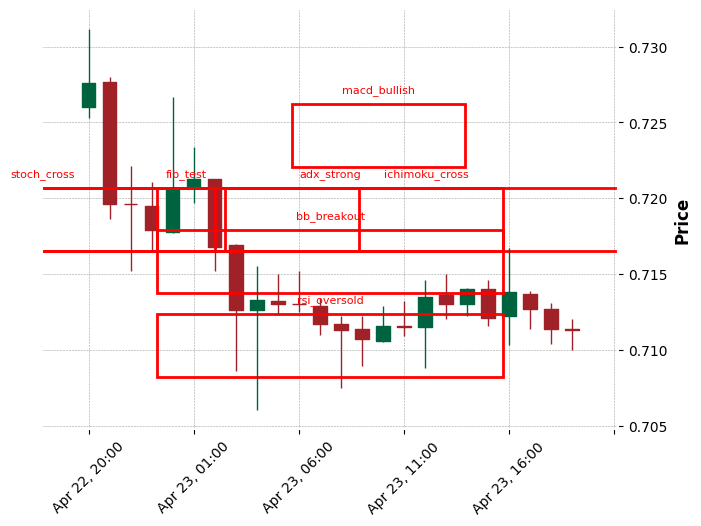 0.730
macd_bullish
0.725
stoch_cross
fib_test
adx_strong
ichimoku_cross
0.720
Price
bb_breakout
0.715
rsi_oversold
0.710
0.705
Apr 22, 20:00
Apr 23, 01:00
Apr 23, 06:00
Apr 23, 11:00
Apr 23, 16:00